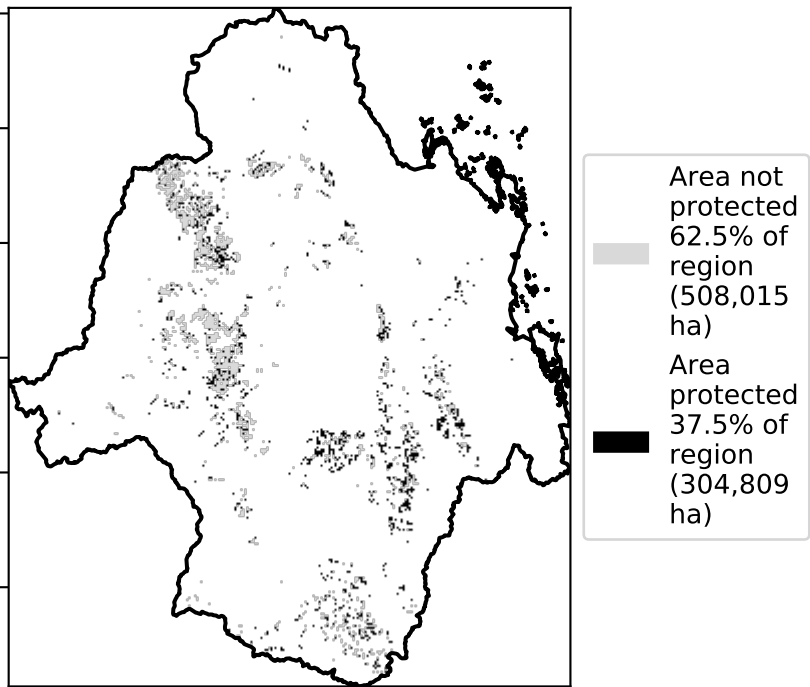 Area not
protected
62.5% of
region
(508,015
ha)
Area
protected
37.5% of
region
(304,809
ha)